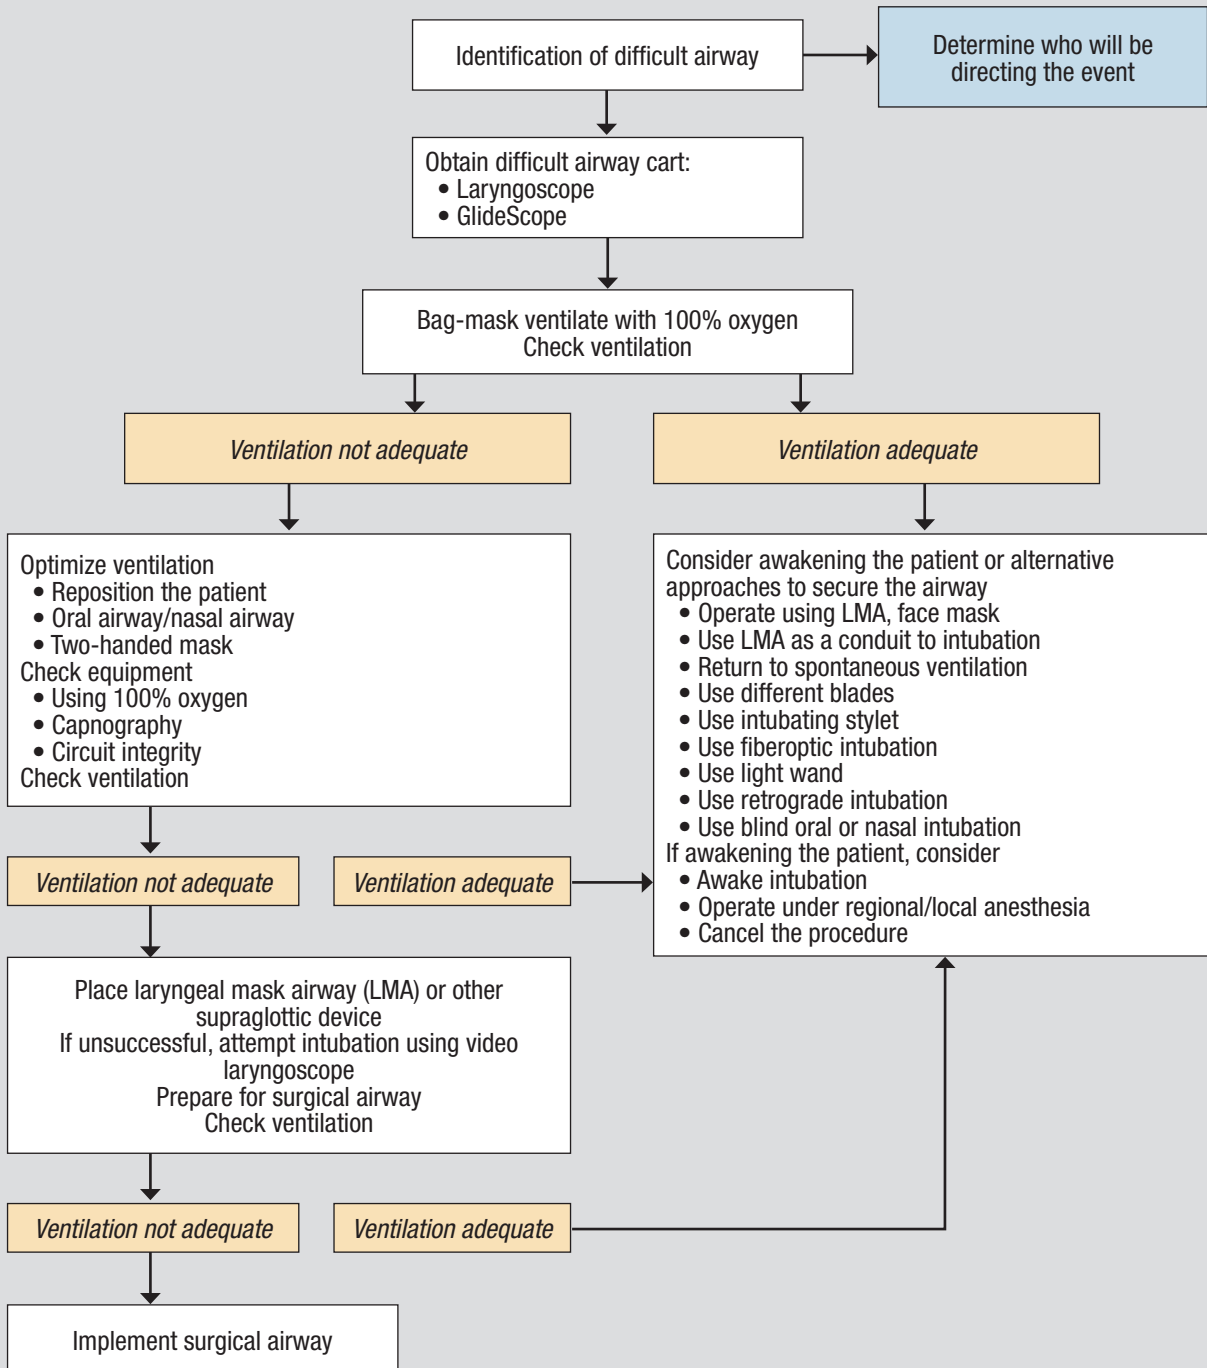 Identification of difficult airway
Determine who will be
directing the event
Obtain difficult airway cart:
• Laryngoscope
• GlideScope
Bag-mask ventilate with 100% oxygen
Check ventilation
Ventilation not adequate
Ventilation adequate
Optimize ventilation
• Reposition the patient
• Oral airway/nasal airway
• Two-handed mask
Check equipment
• Using 100% oxygen
• Capnography
• Circuit integrity
Check ventilation
Consider awakening the patient or alternative
approaches to secure the airway
• Operate using LMA, face mask
• Use LMA as a conduit to intubation
• Return to spontaneous ventilation
• Use different blades
• Use intubating stylet
• Use fiberoptic intubation
• Use light wand
• Use retrograde intubation
• Use blind oral or nasal intubation
If awakening the patient, consider
• Awake intubation
• Operate under regional/local anesthesia
• Cancel the procedure
Ventilation not adequate
Ventilation adequate
Place laryngeal mask airway (LMA) or other
supraglottic device
If unsuccessful, attempt intubation using video
laryngoscope
Prepare for surgical airway
Check ventilation
Ventilation not adequate
Ventilation adequate
Implement surgical airway